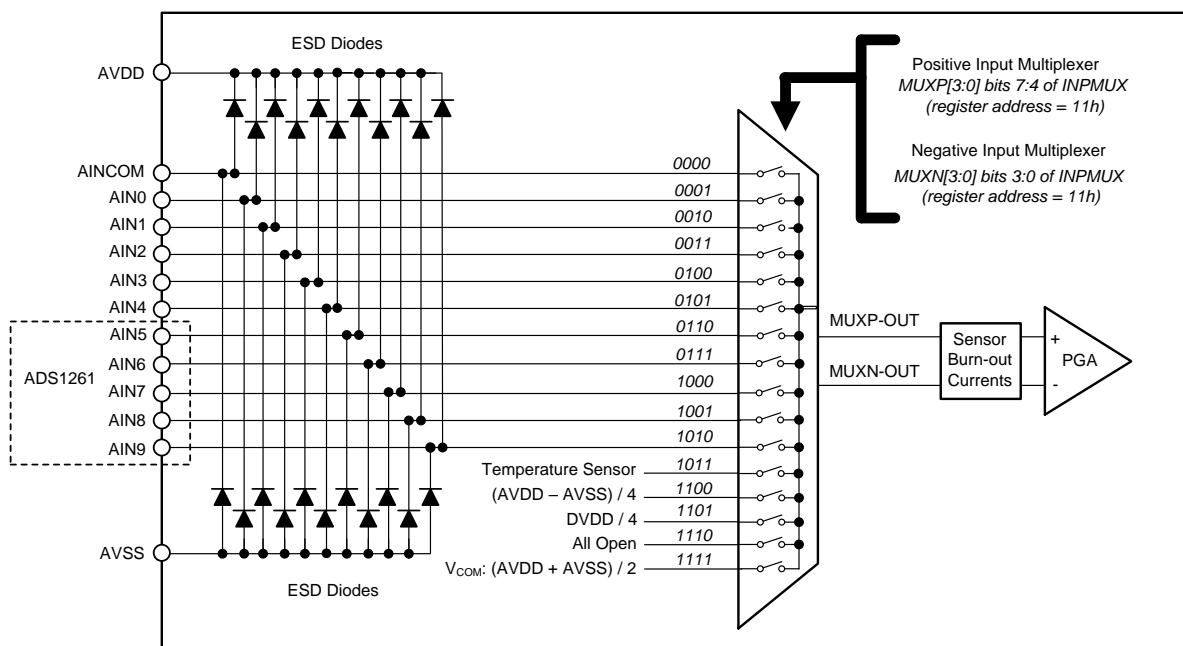 ESD Diodes
AVDD
Positive Input Multiplexer
MUXP[3:0] bits 7:4 of INPMUX
(register address = 11h)
Negative Input Multiplexer
MUXN[3:0] bits 3:0 of INPMUX
(register address = 11h)
AINCOM
0000
AIN0
0001
AIN1
0010
AIN2
0011
AIN3
0100
AIN4
0101
AIN5
0110
AIN6
0111
AIN7
1000
AIN8
1001
AIN9
1010
ADS1261
MUXP-OUT
MUXN-OUT
Sensor
Burn-out
Currents
+
-
PGA
Temperature Sensor
1011
(AVDD – AVSS) / 4
1100
DVDD / 4
1101
All Open
1110
VCOM: (AVDD + AVSS) / 2
1111
AVSS
ESD Diodes